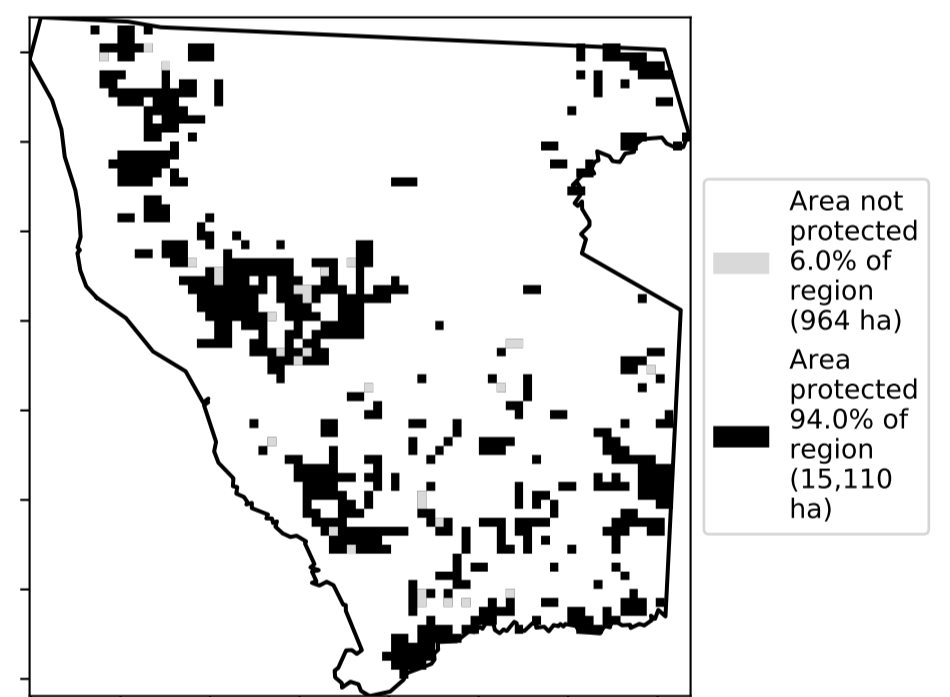 Area not
protected
6.0% of
region
(964 ha)
Area
protected
94.0% of
region
(15,110
ha)